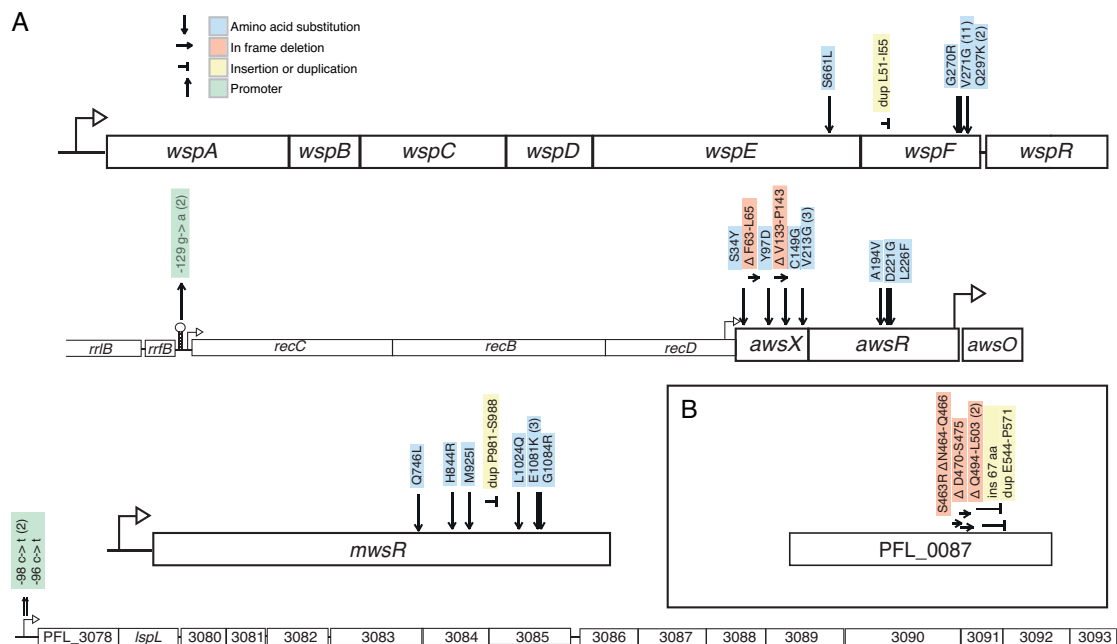 A
Amino acid substitution
In frame deletion
Insertion or duplication
Promoter
S661L
dup L51-I55
G270R
V271G (11)
Q297K (2)
wspA
wspB
wspC
wspD
wspE
wspF
wspR
-129 g-> a (2)
S34Y
Δ F63-L65
Y97D
Δ V133-P143
C149G
V213G (3)
A194V
D221G
L226F
rrlB
rrfB
recC
recB
recD
awsX
awsR
awsO
Q746L
H844R
M925I
dup P981-S988
L1024Q
E1081K (3)
G1084R
mwsR
B
S463R ΔN464-Q466
Δ D470-S475
Δ Q494-L503 (2)
ins 67 aa
dup E544-P571
PFL_0087
-98 c-> t (2)
-96 c-> t
PFL_3078
lspL
3080
3081
3082
3083
3084
3085
3086
3087
3088
3089
3090
3091
3092
3093